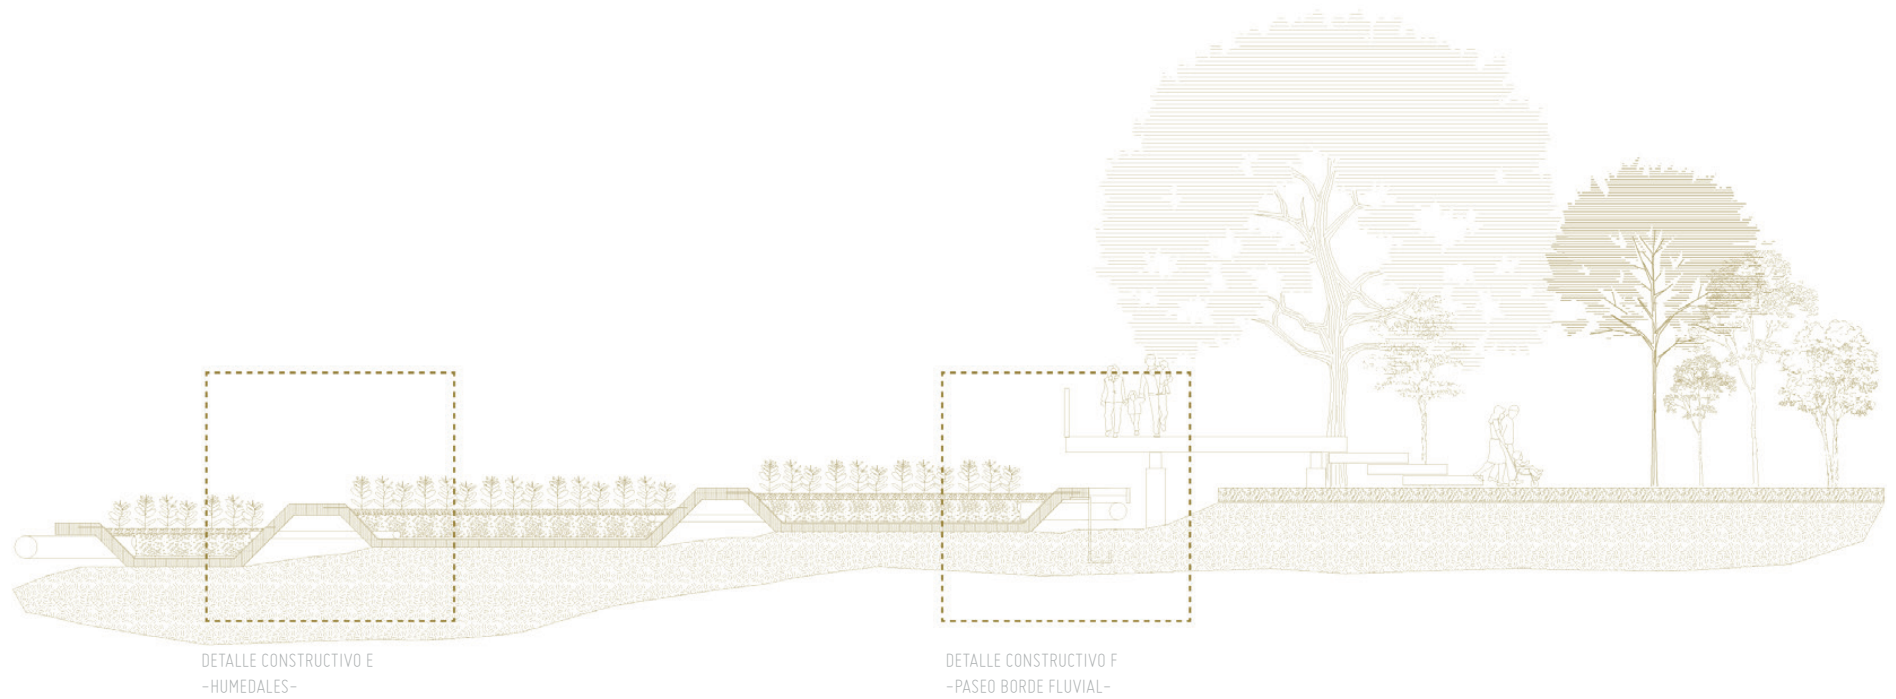 DETALLE CONSTRUCTIVO E
-HUMEDALES-
DETALLE CONSTRUCTIVO F
-PASEO BORDE FLUVIAL-